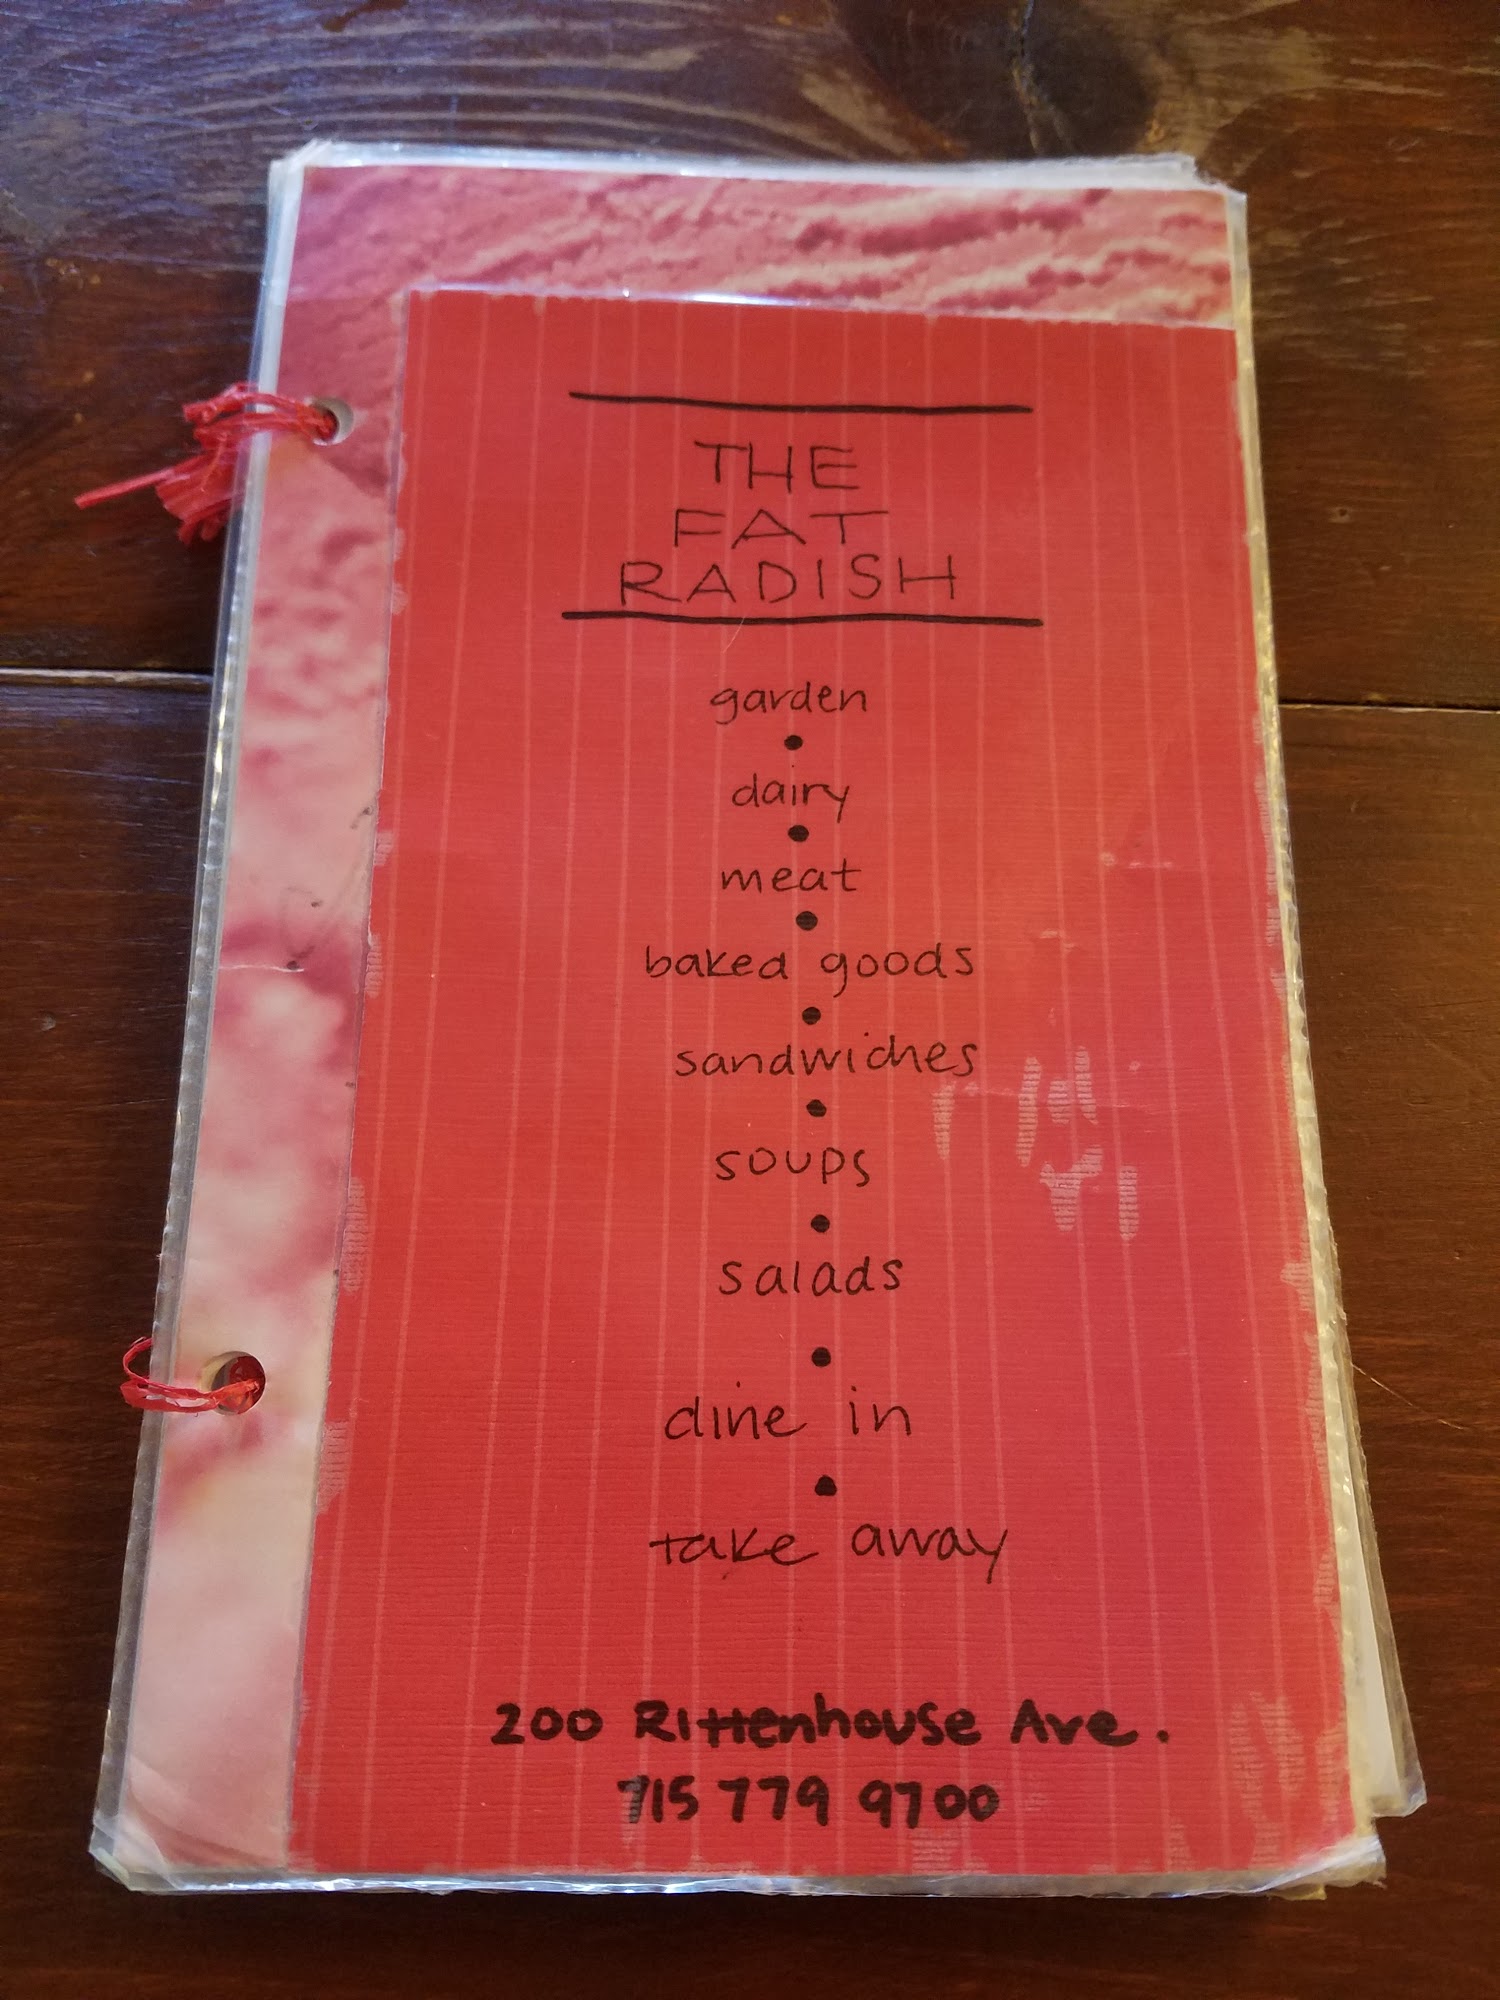 THE
FAT
RADISH
garden
•
dairy
•
meat
•
baked goods
•
sandwiches
•
soups
•
salads
•
dine in
•
take away
200 Rittenhouse Ave.
715 779 9700